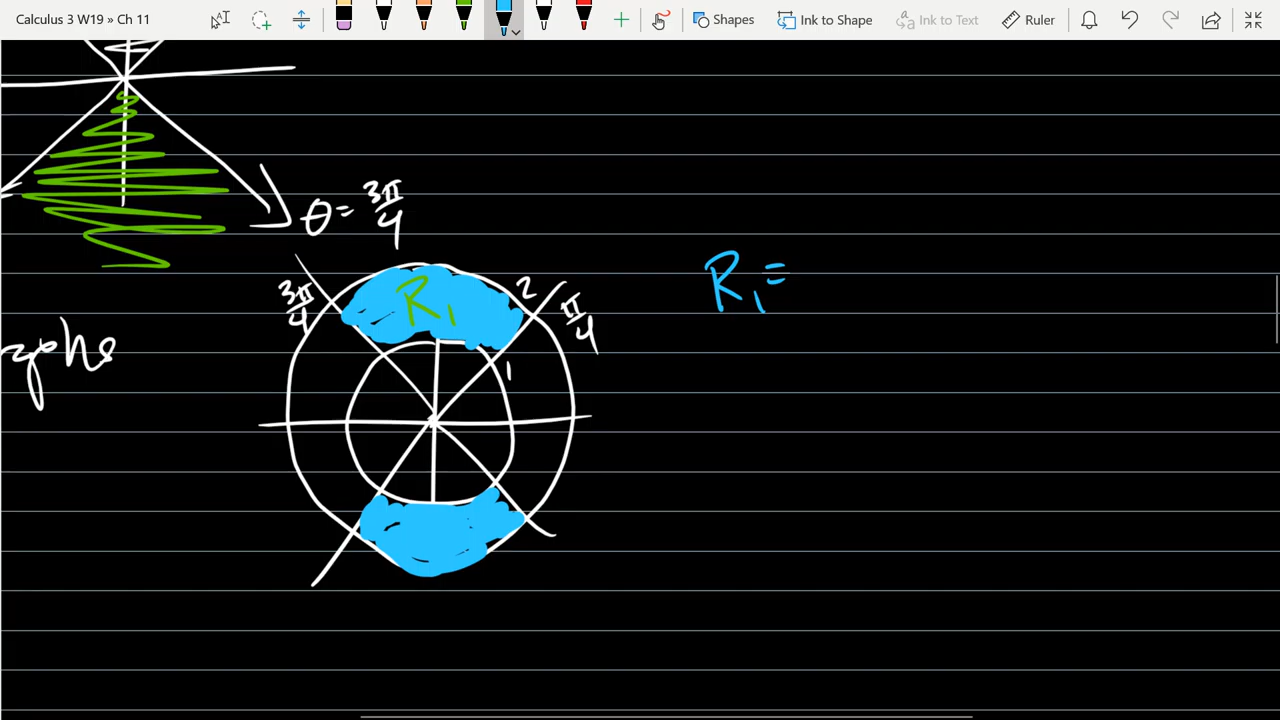 Calculus 3 W19 » Ch 11
Shapes
Ink to Shape
Ink to Text
Ruler
θ = 3π/4
R₁
2
3π/4
π/4
1
R₁ =